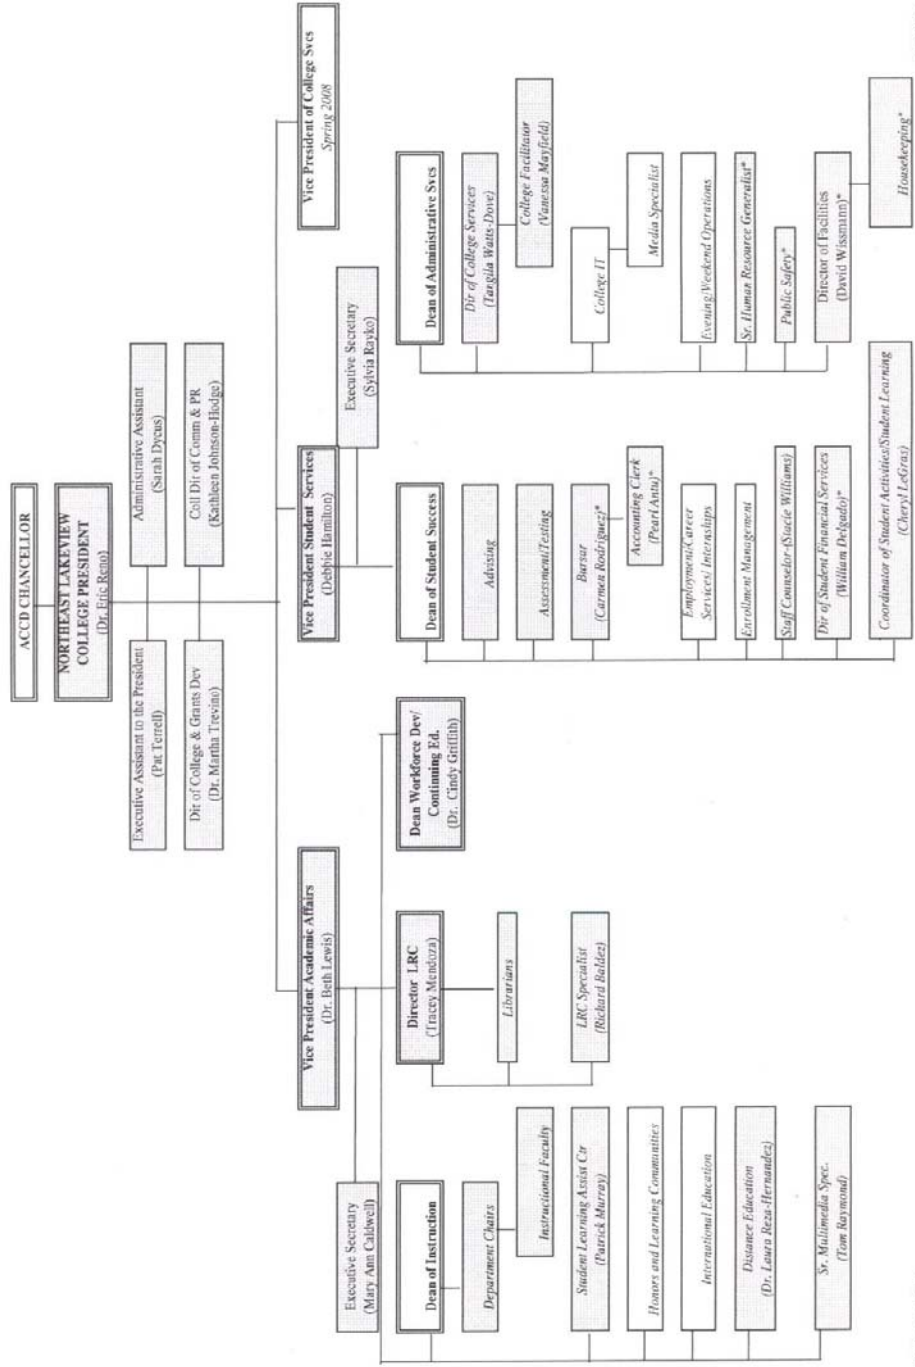 ACCD CHANCELLOR
NORTHEAST LAKEVIEW
COLLEGE PRESIDENT
(Dr. Eric Reno)
Executive Assistant to the President
(Pat Terrell)
Administrative Assistant
(Sarah Dycus)
Dir of College & Grants Dev
(Dr. Martha Trevino)
Coll Dir of Comm & PR
(Kathleen Johnson-Hodge)
Vice President Academic Affairs
(Dr. Beth Lewis)
Vice President Student Services
(Debbie Hamilton)
Vice President of College Svcs
Spring 2008
Executive Secretary
(Mary Ann Caldwell)
Executive Secretary
(Sylvia Rayko)
Dean of Instruction
Department Chairs
Instructional Faculty
Student Learning Assist Ctr
(Patrick Murray)
Honors and Learning Communities
International Education
Distance Education
(Dr. Laura Reza-Hernandez)
Sr. Multimedia Spec.
(Tom Raymond)
Director LRC
(Tracey Mendoza)
Librarians
LRC Specialist
(Richard Baldez)
Dean Workforce Dev/
Continuing Ed.
(Dr. Cindy Griffith)
Dean of Student Success
Advising
Assessment/Testing
Bursar
(Carmen Rodriguez)*
Accounting Clerk
(Pearl Antu)*
Employment/Career
Services/ Internships
Enrollment Management
Staff Counselor-(Stacie Williams)
Dir of Student Financial Services
(William Delgado)*
Coordinator of Student Activities/Student Learning
(Cheryl LeGras)
Dean of Administrative Svcs
Dir of College Services
(Tangila Watts-Dove)
College Facilitator
(Vanessa Mayfield)
College IT
Media Specialist
Evening/Weekend Operations
Sr. Human Resource Generalist*
Public Safety*
Director of Facilities
(David Wissmann)*
Housekeeping*